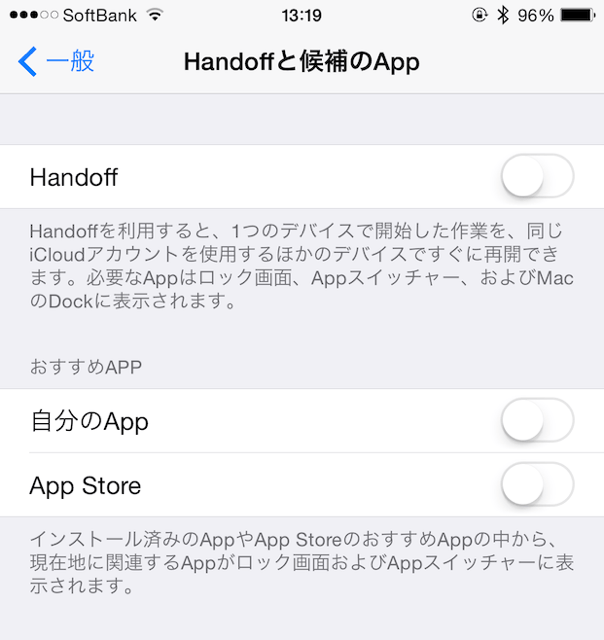 SoftBank 13:19 96%
一般 Handoffと候補のApp
Handoff
Handoffを利用すると、1つのデバイスで開始した作業を、同じ
iCloudアカウントを使用するほかのデバイスですぐに再開でき
ます。必要なAppはロック画面、Appスイッチャー、およびMac
のDockに表示されます。
おすすめAPP
自分のApp
App Store
インストール済みのAppやApp StoreのおすすめAppの中から、
現在地に関連するAppがロック画面およびAppスイッチャーに表
示されます。